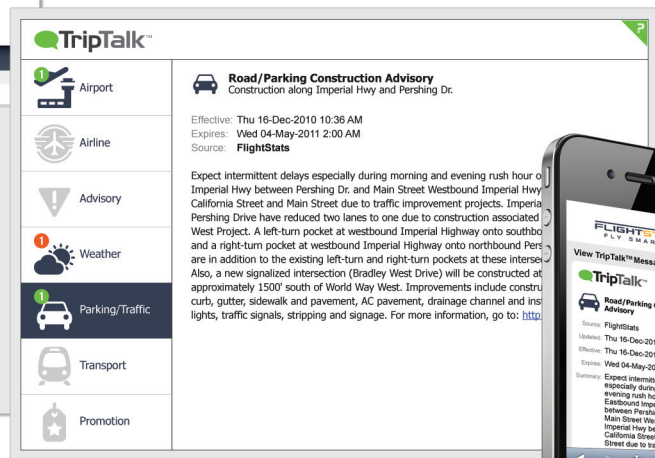 TripTalk™
?
1
Airport
Airline
Advisory
1
Weather
1
Parking/Traffic
Transport
Promotion
Road/Parking Construction Advisory
Construction along Imperial Hwy and Pershing Dr.
Effective: Thu 16-Dec-2010 10:36 AM
Expires: Wed 04-May-2011 2:00 AM
Source: FlightStats
Expect intermittent delays especially during morning and evening rush hour o
Imperial Hwy between Pershing Dr. and Main Street Westbound Imperial Hwy
California Street and Main Street due to traffic improvement projects. Imperia
Pershing Drive have reduced two lanes to one due to construction associated
West Project. A left-turn pocket at westbound Imperial Highway onto southbo
and a right-turn pocket at westbound Imperial Highway onto northbound Pers
are in addition to the existing left-turn and right-turn pockets at these interse
Also, a new signalized intersection (Bradley West Drive) will be constructed at
approximately 1500' south of World Way West. Improvements include constru
curb, gutter, sidewalk and pavement, AC pavement, drainage channel and inst
lights, traffic signals, stripping and signage. For more information, go to: http
FLIGHTS
FLY SMAR
View TripTalk™ Messa
TripTalk™
Road/Parking
Advisory
Source: FlightStats
Updated: Thu 16-Dec-201
Effective: Thu 16-Dec-201
Expires: Wed 04-May-20
Summary: Expect intermitt
especially during
evening rush ho
Eastbound Impe
between Pershi
Main Street Wes
Imperial Hwy be
California Street
Street due to tra